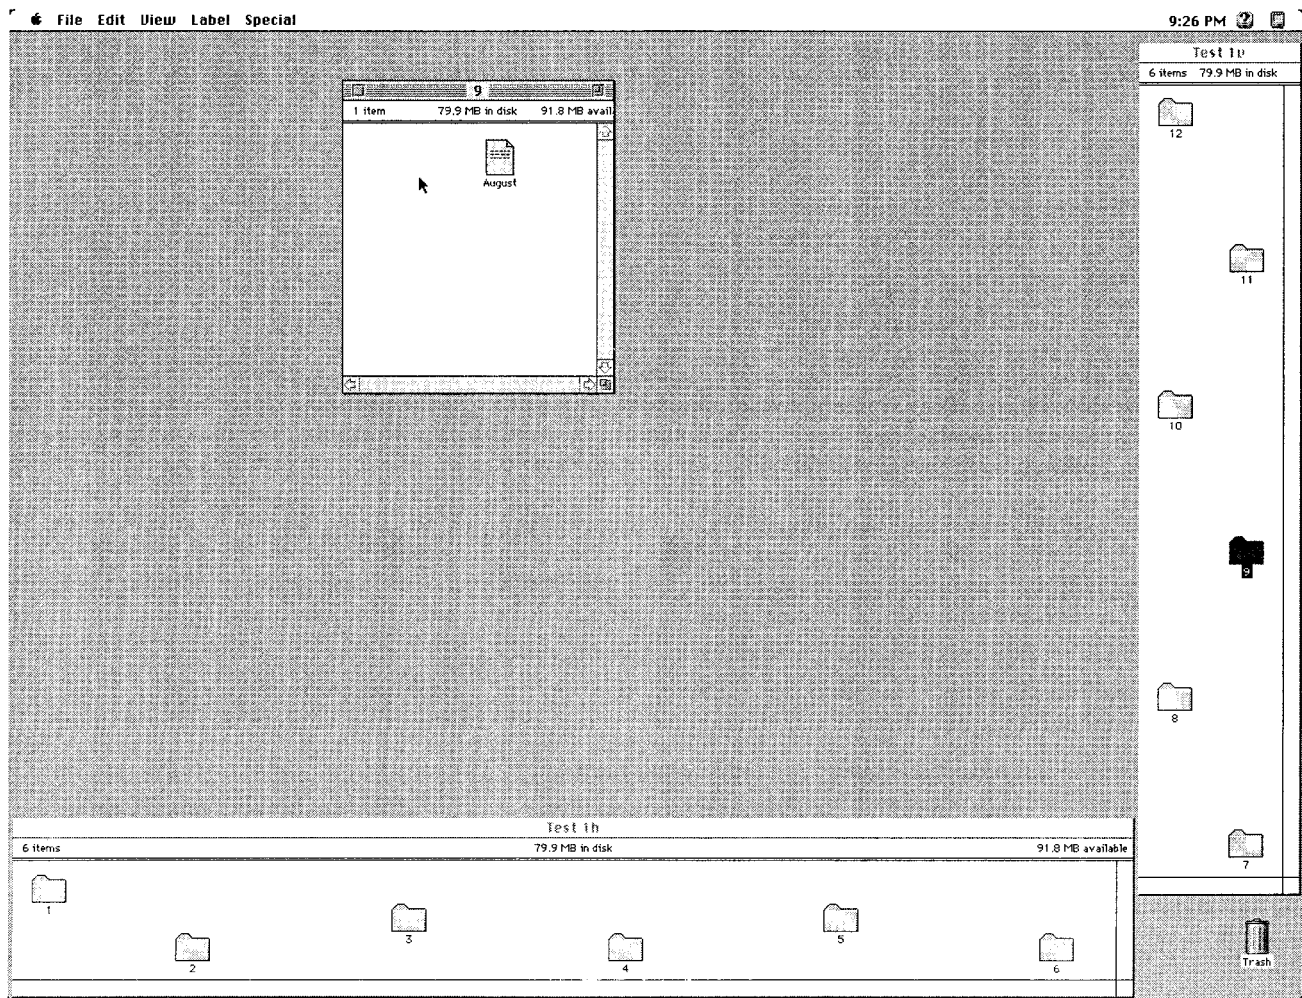 File Edit View Label Special
9:26 PM
Test 1v
6 items 79.9 MB in disk
12
11
10
9
8
7
9
1 item 79.9 MB in disk 91.8 MB avail
August
Test 1h
6 items 79.9 MB in disk 91.8 MB available
1
2
3
4
5
6
Trash